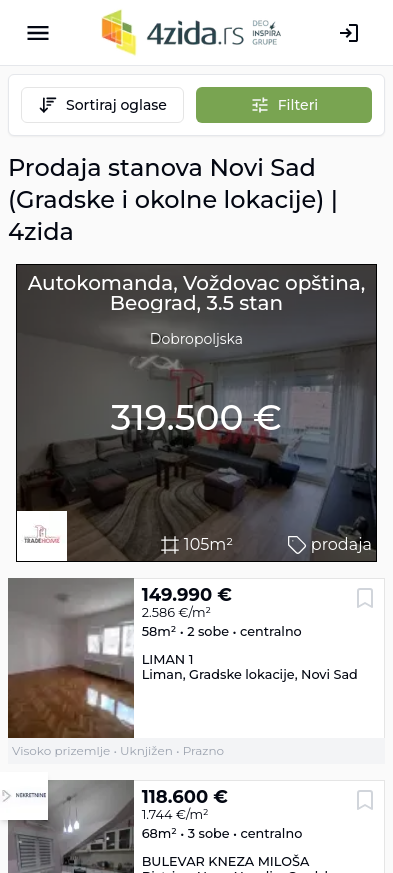 4zida.rs
DEO
INSPIRA
GRUPE
Sortiraj oglase
Filteri
Prodaja stanova Novi Sad
(Gradske i okolne lokacije) |
4zida
Autokomanda, Voždovac opština,
Beograd, 3.5 stan
Dobropoljska
319.500 €
TRADEHOME
105m²
prodaja
149.990 €
2.586 €/m²
58m² • 2 sobe • centralno
LIMAN 1
Liman, Gradske lokacije, Novi Sad
Visoko prizemlje • Uknjižen • Prazno
NEKRETNINE
118.600 €
1.744 €/m²
68m² • 3 sobe • centralno
BULEVAR KNEZA MILOŠA